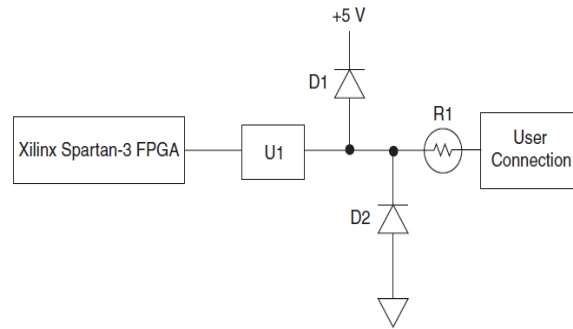 +5 V
D1
R1
Xilinx Spartan-3 FPGA
U1
User
Connection
D2